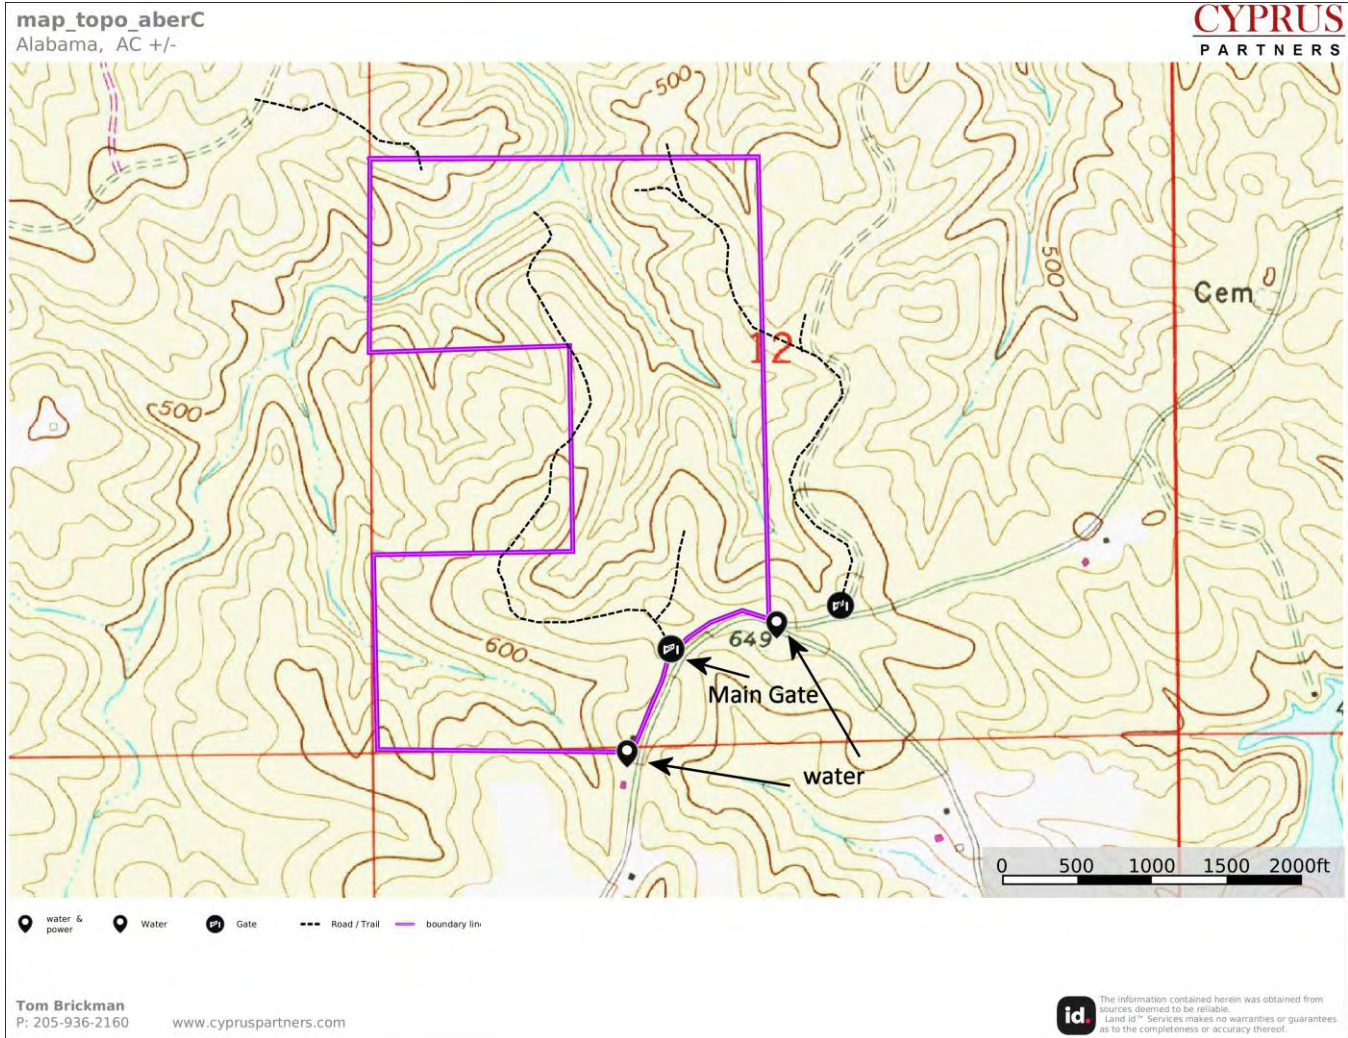 map_topo_aberC
Alabama, AC +/-
CYPRUS
PARTNERS
500
500
12
Cem
500
600
649
Main Gate
water
4
0 500 1000 1500 2000ft
water & power
Water
Gate
Road / Trail
boundary lin
Tom Brickman
P: 205-936-2160
www.cypruspartners.com
id.
The information contained herein was obtained from
sources deemed to be reliable.
Land id™ Services makes no warranties or guarantees
as to the completeness or accuracy thereof.